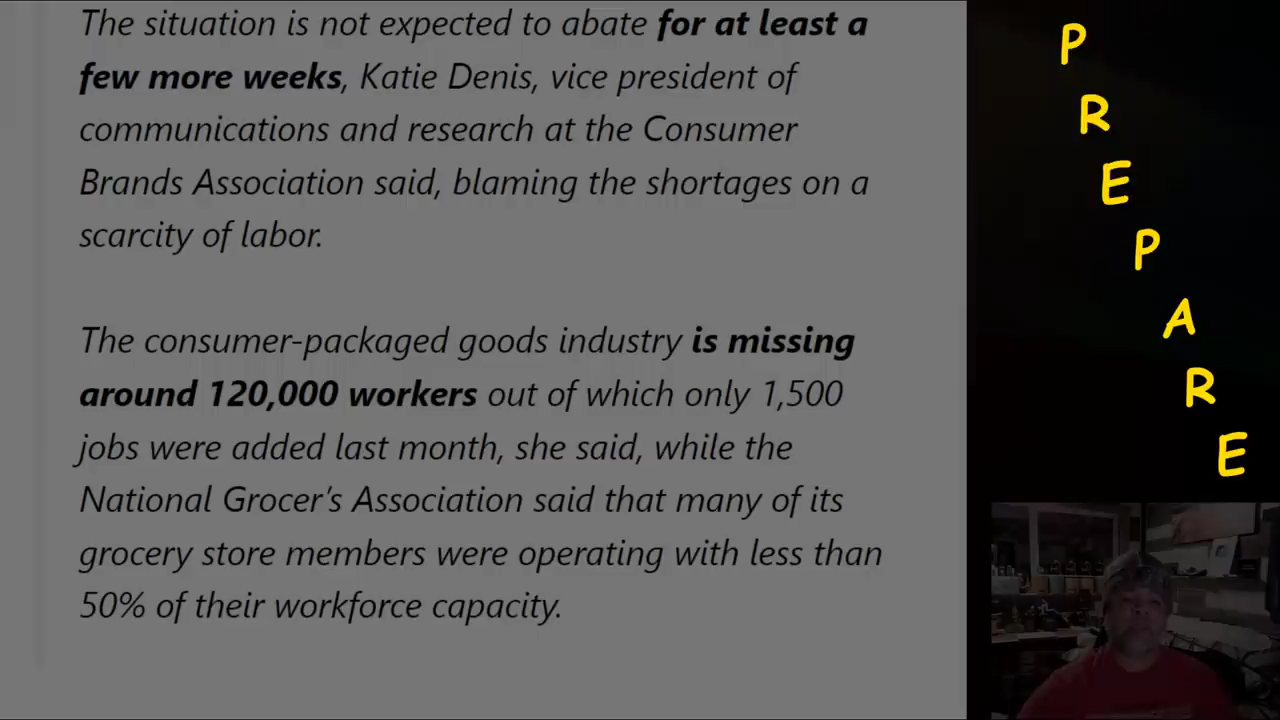 The situation is not expected to abate for at least a
few more weeks, Katie Denis, vice president of
communications and research at the Consumer
Brands Association said, blaming the shortages on a
scarcity of labor.
The consumer-packaged goods industry is missing
around 120,000 workers out of which only 1,500
jobs were added last month, she said, while the
National Grocer’s Association said that many of its
grocery store members were operating with less than
50% of their workforce capacity.
P
R
E
P
A
R
E